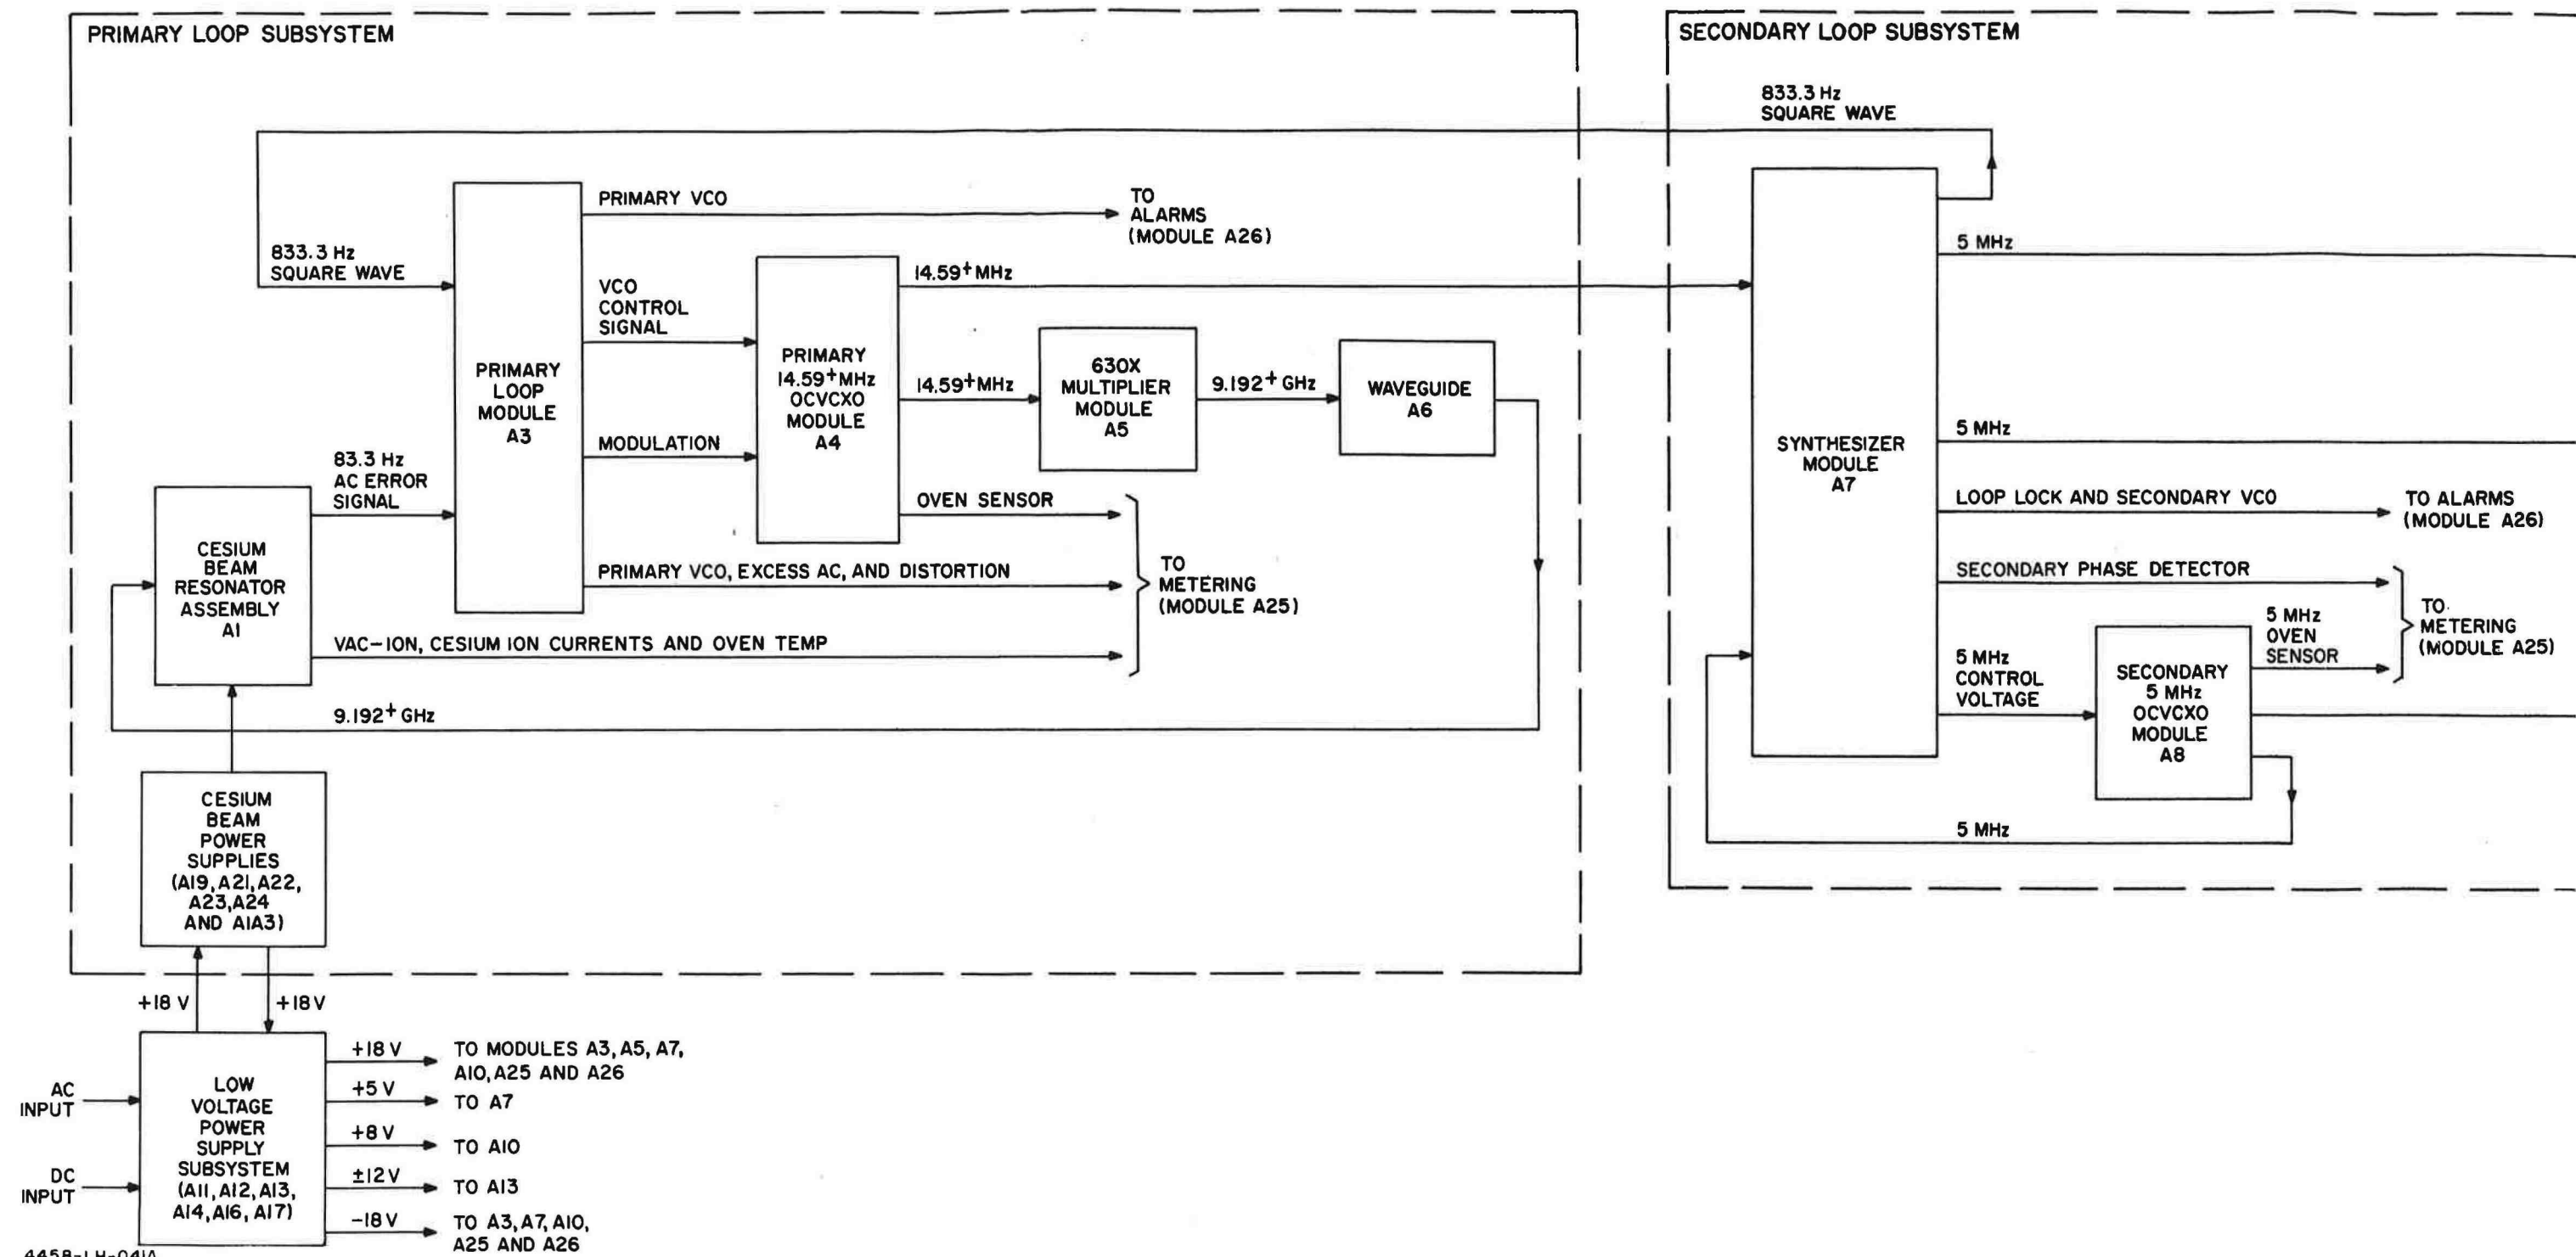 PRIMARY LOOP SUBSYSTEM
833.3 Hz
SQUARE WAVE
PRIMARY
LOOP
MODULE
A3
PRIMARY VCO
TO
ALARMS
(MODULE A26)
VCO
CONTROL
SIGNAL
MODULATION
PRIMARY
14.59+MHz
OCVCXO
MODULE
A4
14.59+MHz
14.59+MHz
630X
MULTIPLIER
MODULE
A5
9.192+ GHz
WAVEGUIDE
A6
83.3 Hz
AC ERROR
SIGNAL
CESIUM
BEAM
RESONATOR
ASSEMBLY
A1
OVEN SENSOR
PRIMARY VCO, EXCESS AC, AND DISTORTION
VAC-ION, CESIUM ION CURRENTS AND OVEN TEMP
TO
METERING
(MODULE A25)
9.192+ GHz
CESIUM
BEAM
POWER
SUPPLIES
(A19, A21, A22,
A23, A24
AND A1A3)
+18 V
+18 V
AC
INPUT
DC
INPUT
LOW
VOLTAGE
POWER
SUPPLY
SUBSYSTEM
(A11, A12, A13,
A14, A16, A17)
+18 V
TO MODULES A3, A5, A7,
A10, A25 AND A26
+5 V
TO A7
+8 V
TO A10
±12 V
TO A13
-18 V
TO A3, A7, A10,
A25 AND A26
SECONDARY LOOP SUBSYSTEM
833.3 Hz
SQUARE WAVE
SYNTHESIZER
MODULE
A7
5 MHz
5 MHz
LOOP LOCK AND SECONDARY VCO
TO ALARMS
(MODULE A26)
SECONDARY PHASE DETECTOR
5 MHz
CONTROL
VOLTAGE
SECONDARY
5 MHz
OCVCXO
MODULE
A8
5 MHz
OVEN
SENSOR
TO
METERING
(MODULE A25)
5 MHz